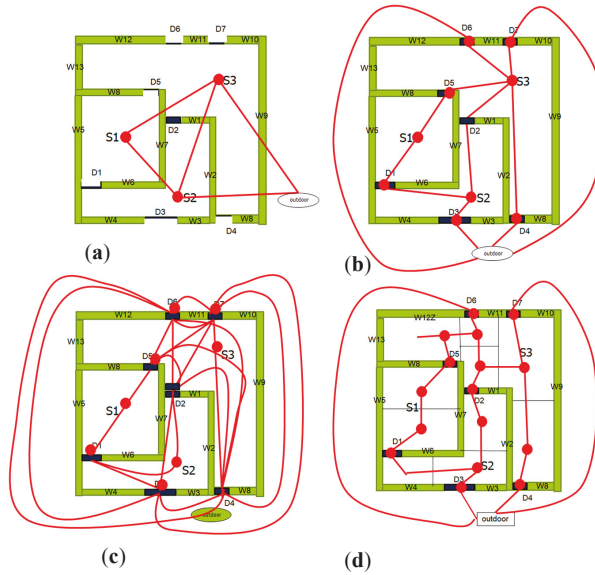 D6 D7
W12 W11 W10
W13
S3
W8 D5
W5 S1 D2 W1 W9
W7
D1 W6 W2
S2 outdoor
W4 D3 W3 D4 W8
(a)
D6 D7
W12 W11 W10
W13
D5 S3
W8
W5 D2 W1 W9
S1 W7
D1 W6 W2
S2
D3
W4 W3 D4 W8
outdoor
(b)
D6 D7
W12 W11 W10
W13
D5 S3
W8
W5 W1 W9
S1 D2
W7
D1 W6 W2
S2
W4 W3 D4 W8
outdoor
(c)
D6 D7
W12Z W11 W10
W13
D5 S3
W8
W5 W1 W9
S1 D2
W7
D1 W6 W2
S2
W4 D3 W3 D4 W8
outdoor
(d)